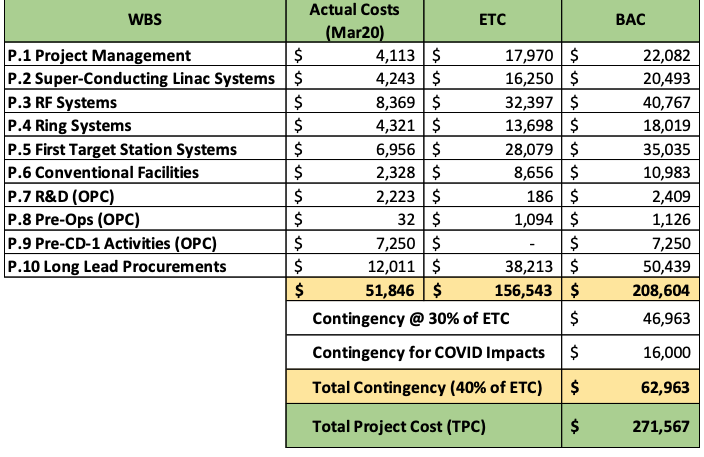 WBS Actual Costs (Mar20) ETC BAC
P.1 Project Management $ 4,113 $ 17,970 $ 22,082
P.2 Super-Conducting Linac Systems $ 4,243 $ 16,250 $ 20,493
P.3 RF Systems $ 8,369 $ 32,397 $ 40,767
P.4 Ring Systems $ 4,321 $ 13,698 $ 18,019
P.5 First Target Station Systems $ 6,956 $ 28,079 $ 35,035
P.6 Conventional Facilities $ 2,328 $ 8,656 $ 10,983
P.7 R&D (OPC) $ 2,223 $ 186 $ 2,409
P.8 Pre-Ops (OPC) $ 32 $ 1,094 $ 1,126
P.9 Pre-CD-1 Activities (OPC) $ 7,250 $ - $ 7,250
P.10 Long Lead Procurements $ 12,011 $ 38,213 $ 50,439
$ 51,846 $ 156,543 $ 208,604
Contingency @ 30% of ETC $ 46,963
Contingency for COVID Impacts $ 16,000
Total Contingency (40% of ETC) $ 62,963
Total Project Cost (TPC) $ 271,567